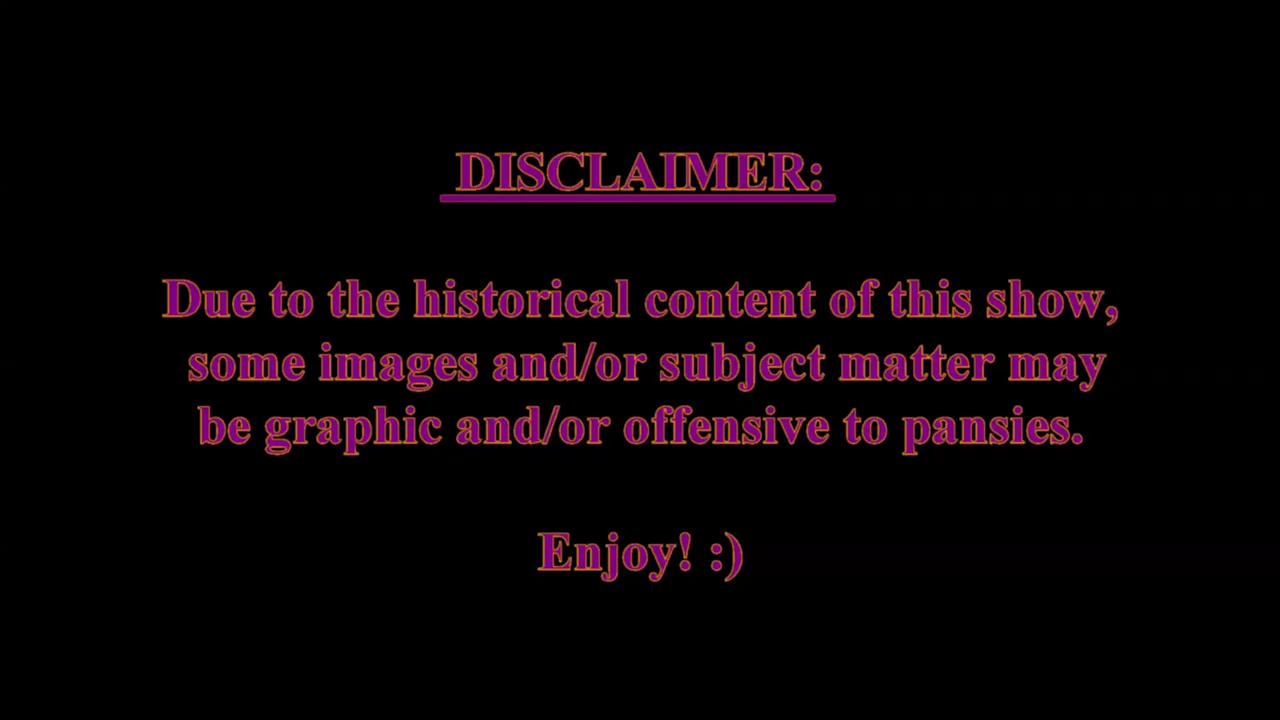 DISCLAIMER:
Due to the historical content of this show,
some images and/or subject matter may
be graphic and/or offensive to pansies.
Enjoy! :)